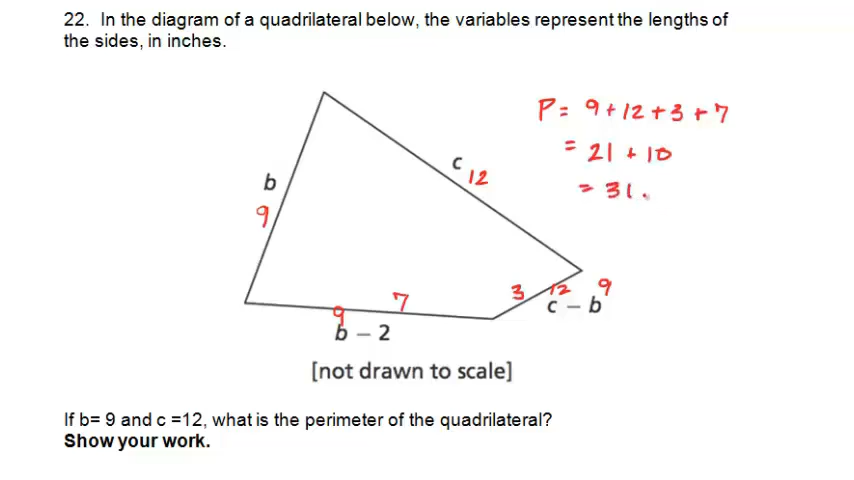 22. In the diagram of a quadrilateral below, the variables represent the lengths of
the sides, in inches.
P = 9 + 12 + 3 + 7
= 21 + 10
= 31.
c
12
b
9
3 12 9
c – b
7
9
b – 2
[not drawn to scale]
If b= 9 and c =12, what is the perimeter of the quadrilateral?
Show your work.